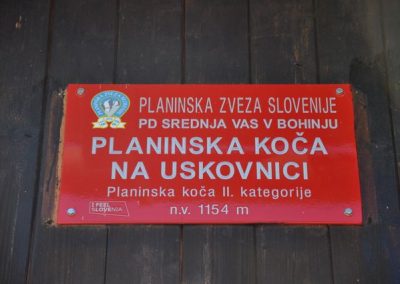 PLANINSKA ZVEZA SLOVENIJE
PD SREDNJA VAS V BOHINJU
PLANINSKA KOČA
NA USKOVNICI
Planinska koča II. kategorije
n.v. 1154 m
I FEEL
SLOVENIA